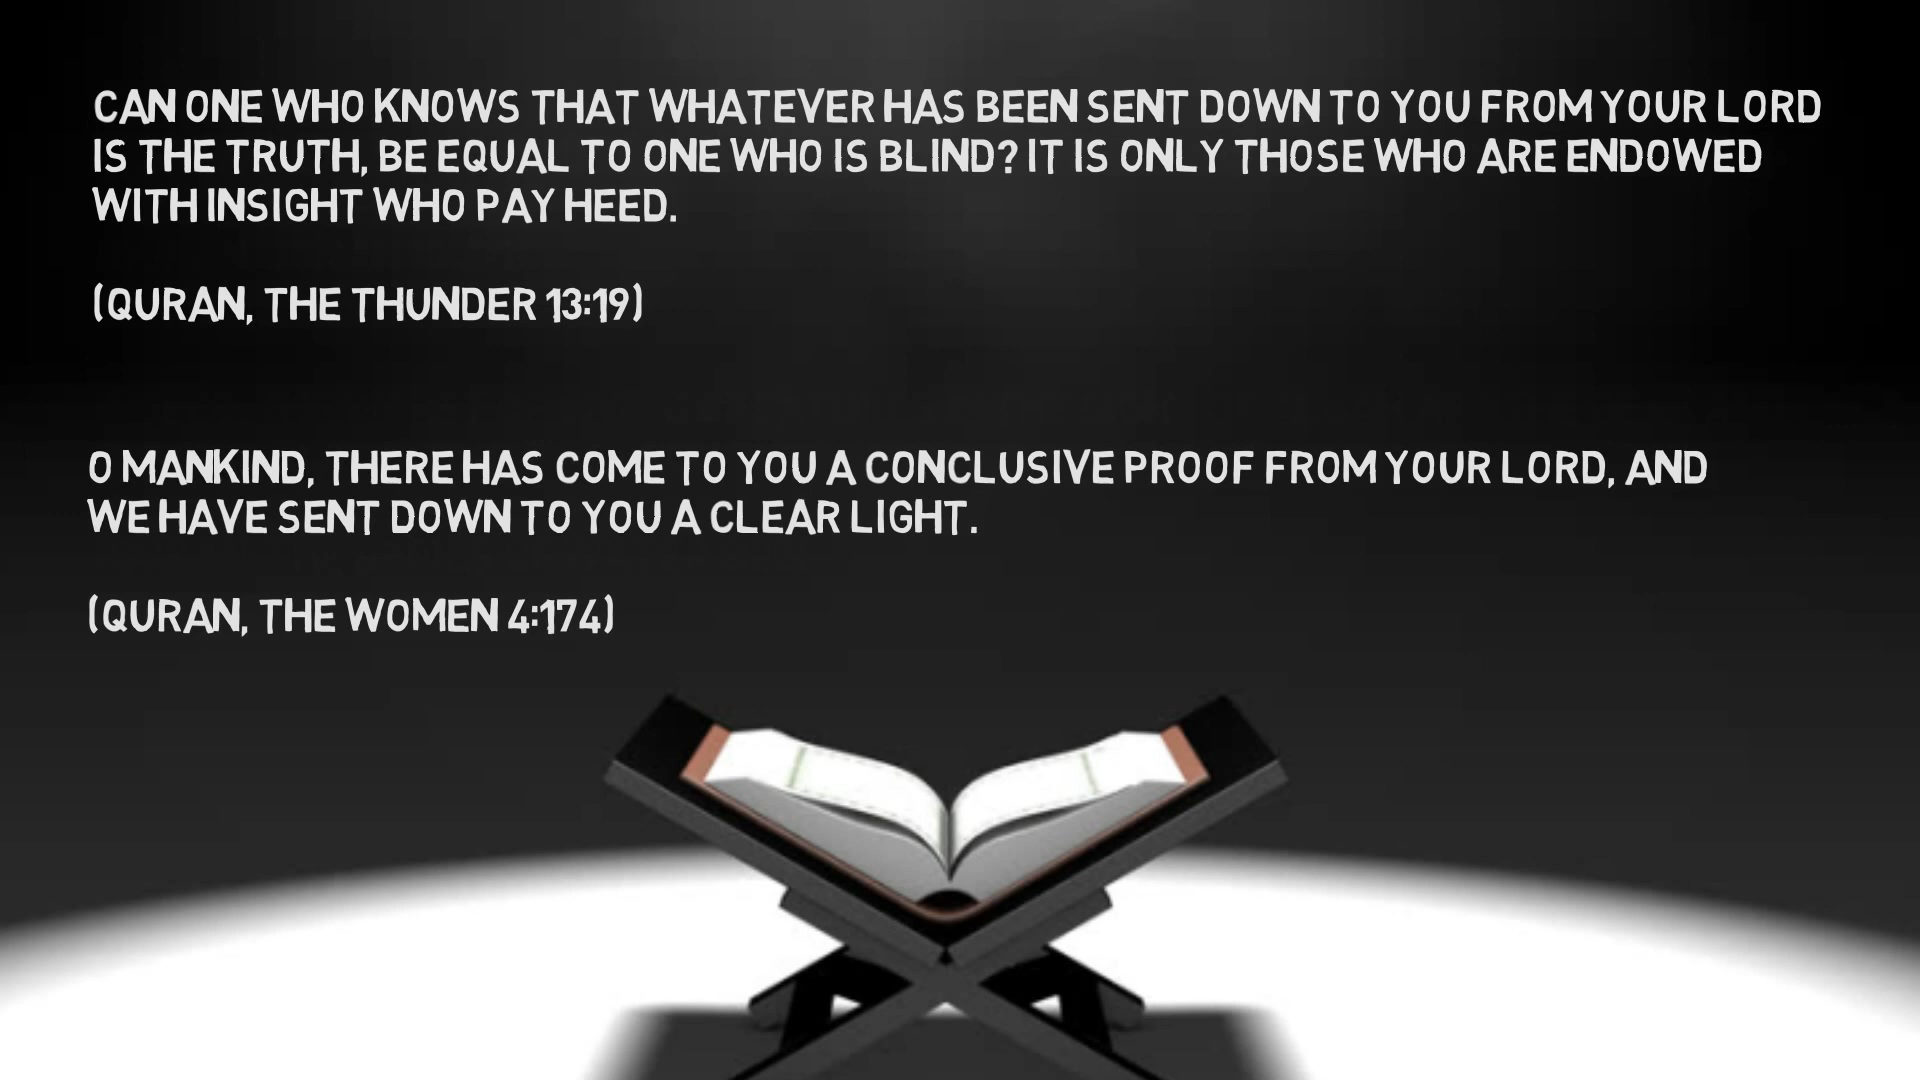 CAN ONE WHO KNOWS THAT WHATEVER HAS BEEN SENT DOWN TO YOU FROM YOUR LORD
IS THE TRUTH, BE EQUAL TO ONE WHO IS BLIND? IT IS ONLY THOSE WHO ARE ENDOWED
WITH INSIGHT WHO PAY HEED.
(QURAN, THE THUNDER 13:19)
O MANKIND, THERE HAS COME TO YOU A CONCLUSIVE PROOF FROM YOUR LORD, AND
WE HAVE SENT DOWN TO YOU A CLEAR LIGHT.
(QURAN, THE WOMEN 4:174)